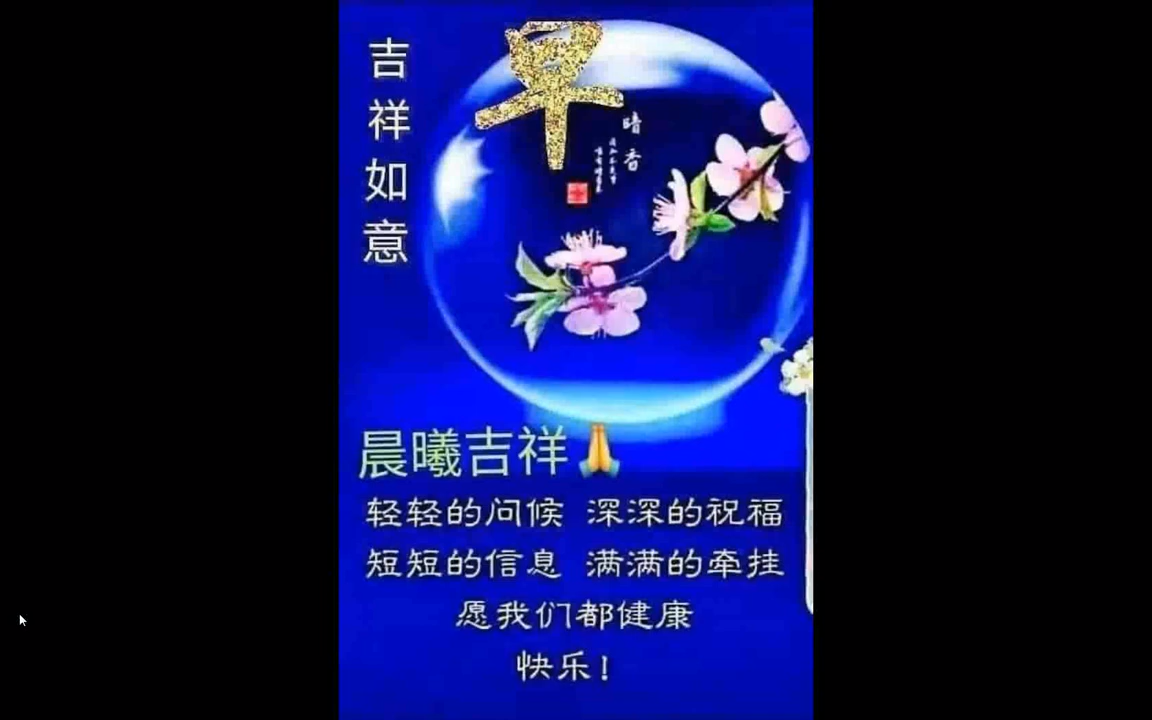 吉祥如意
早
暗香
晨曦吉祥🙏
轻轻的问候 深深的祝福
短短的信息 满满的牵挂
愿我们都健康
快乐!